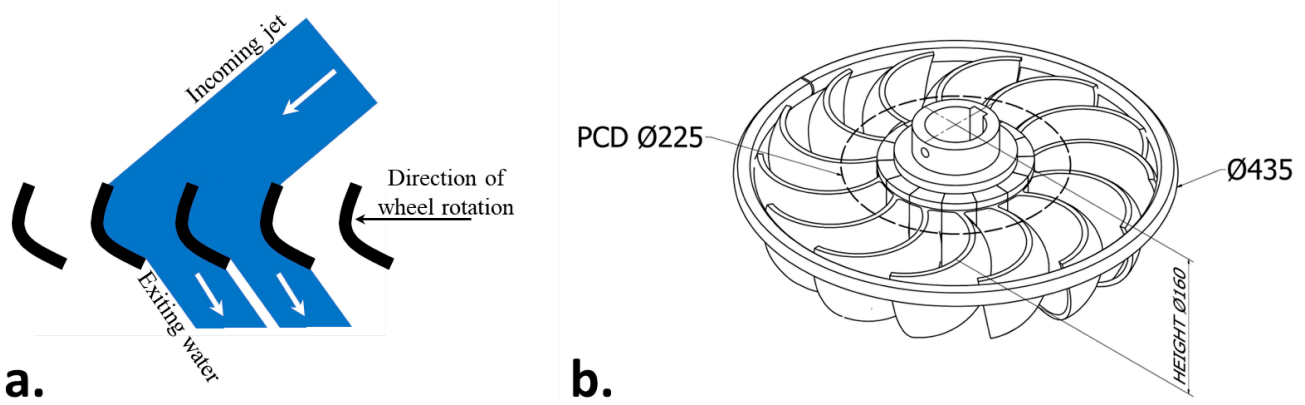 Incoming jet
Direction of
wheel rotation
Exiting water
a.
PCD Ø225
Ø435
HEIGHT Ø160
b.